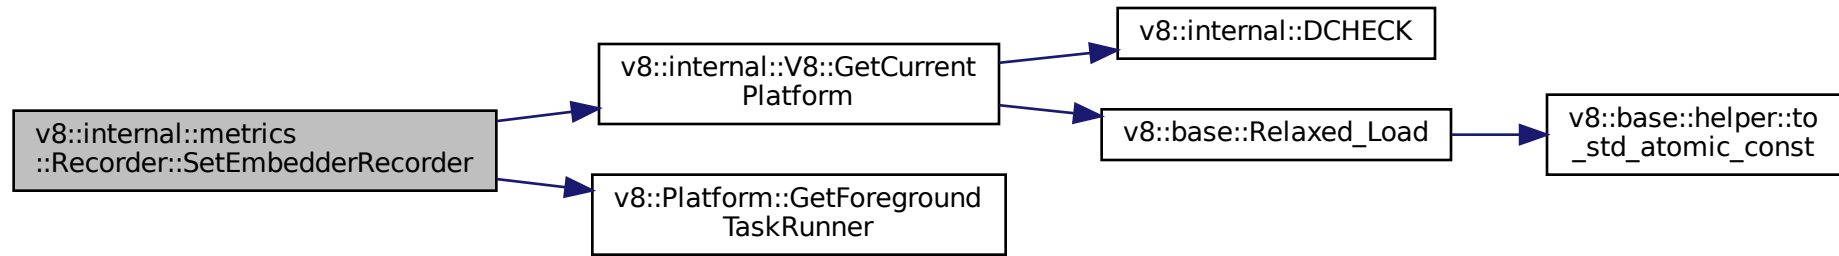 v8::internal::metrics
::Recorder::SetEmbedderRecorder
v8::internal::V8::GetCurrent
Platform
v8::Platform::GetForeground
TaskRunner
v8::internal::DCHECK
v8::base::Relaxed_Load
v8::base::helper::to
_std_atomic_const